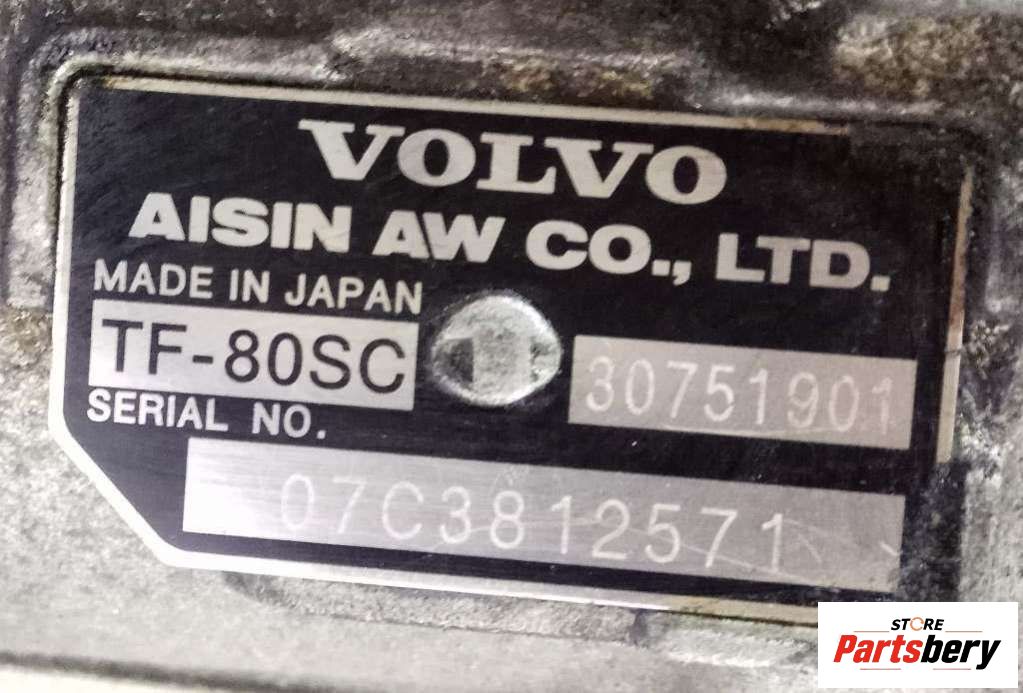 VOLVO
AISIN AW CO., LTD.
MADE IN JAPAN
TF-80SC
30751901
SERIAL NO.
07C3812571
STORE
Partsbery